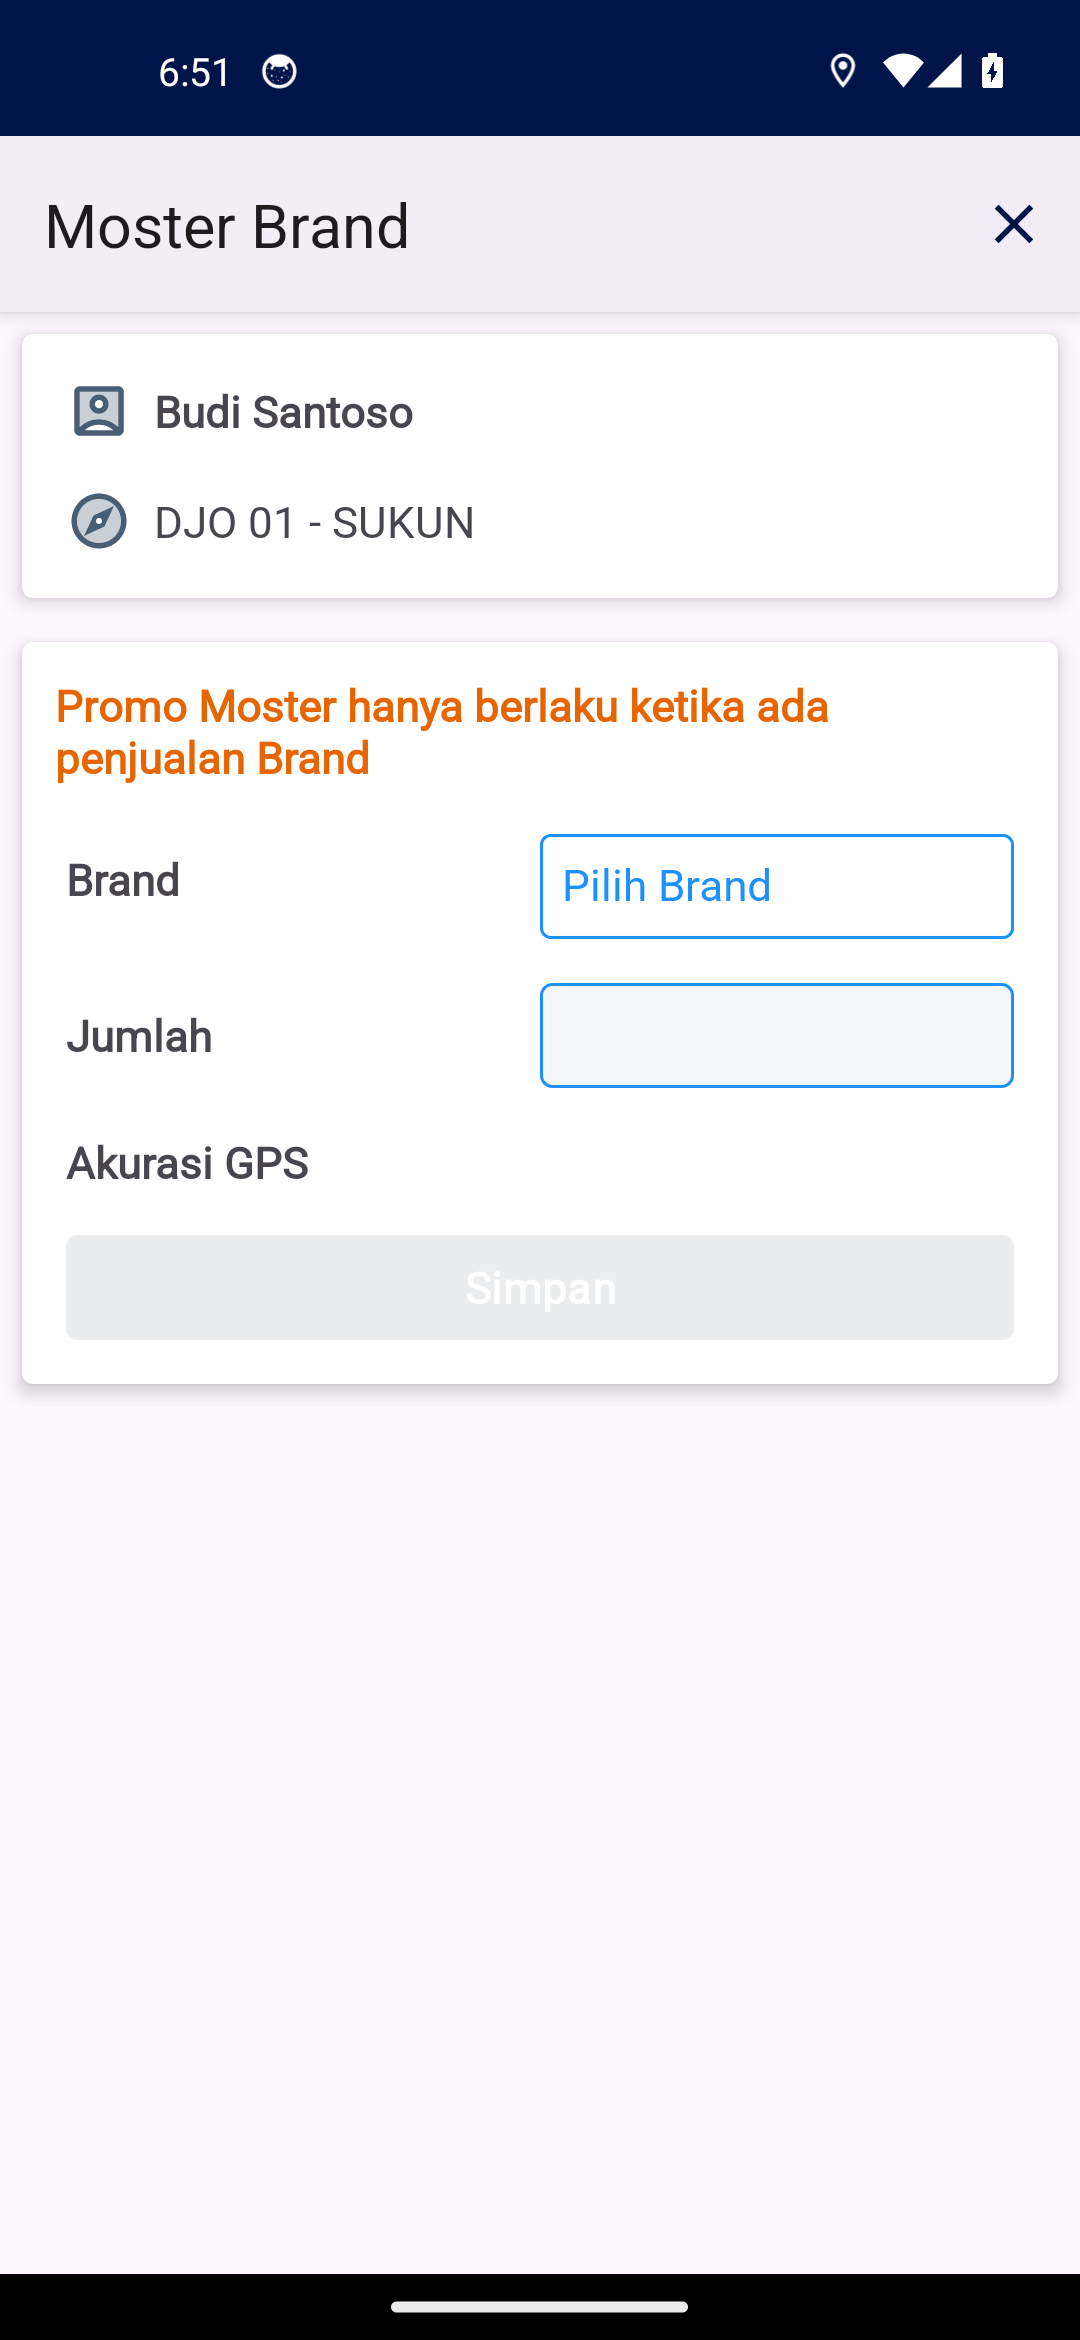 6:51
Moster Brand
Budi Santoso
DJO 01 - SUKUN
Promo Moster hanya berlaku ketika ada
penjualan Brand
Brand
Pilih Brand
Jumlah
Akurasi GPS
Simpan